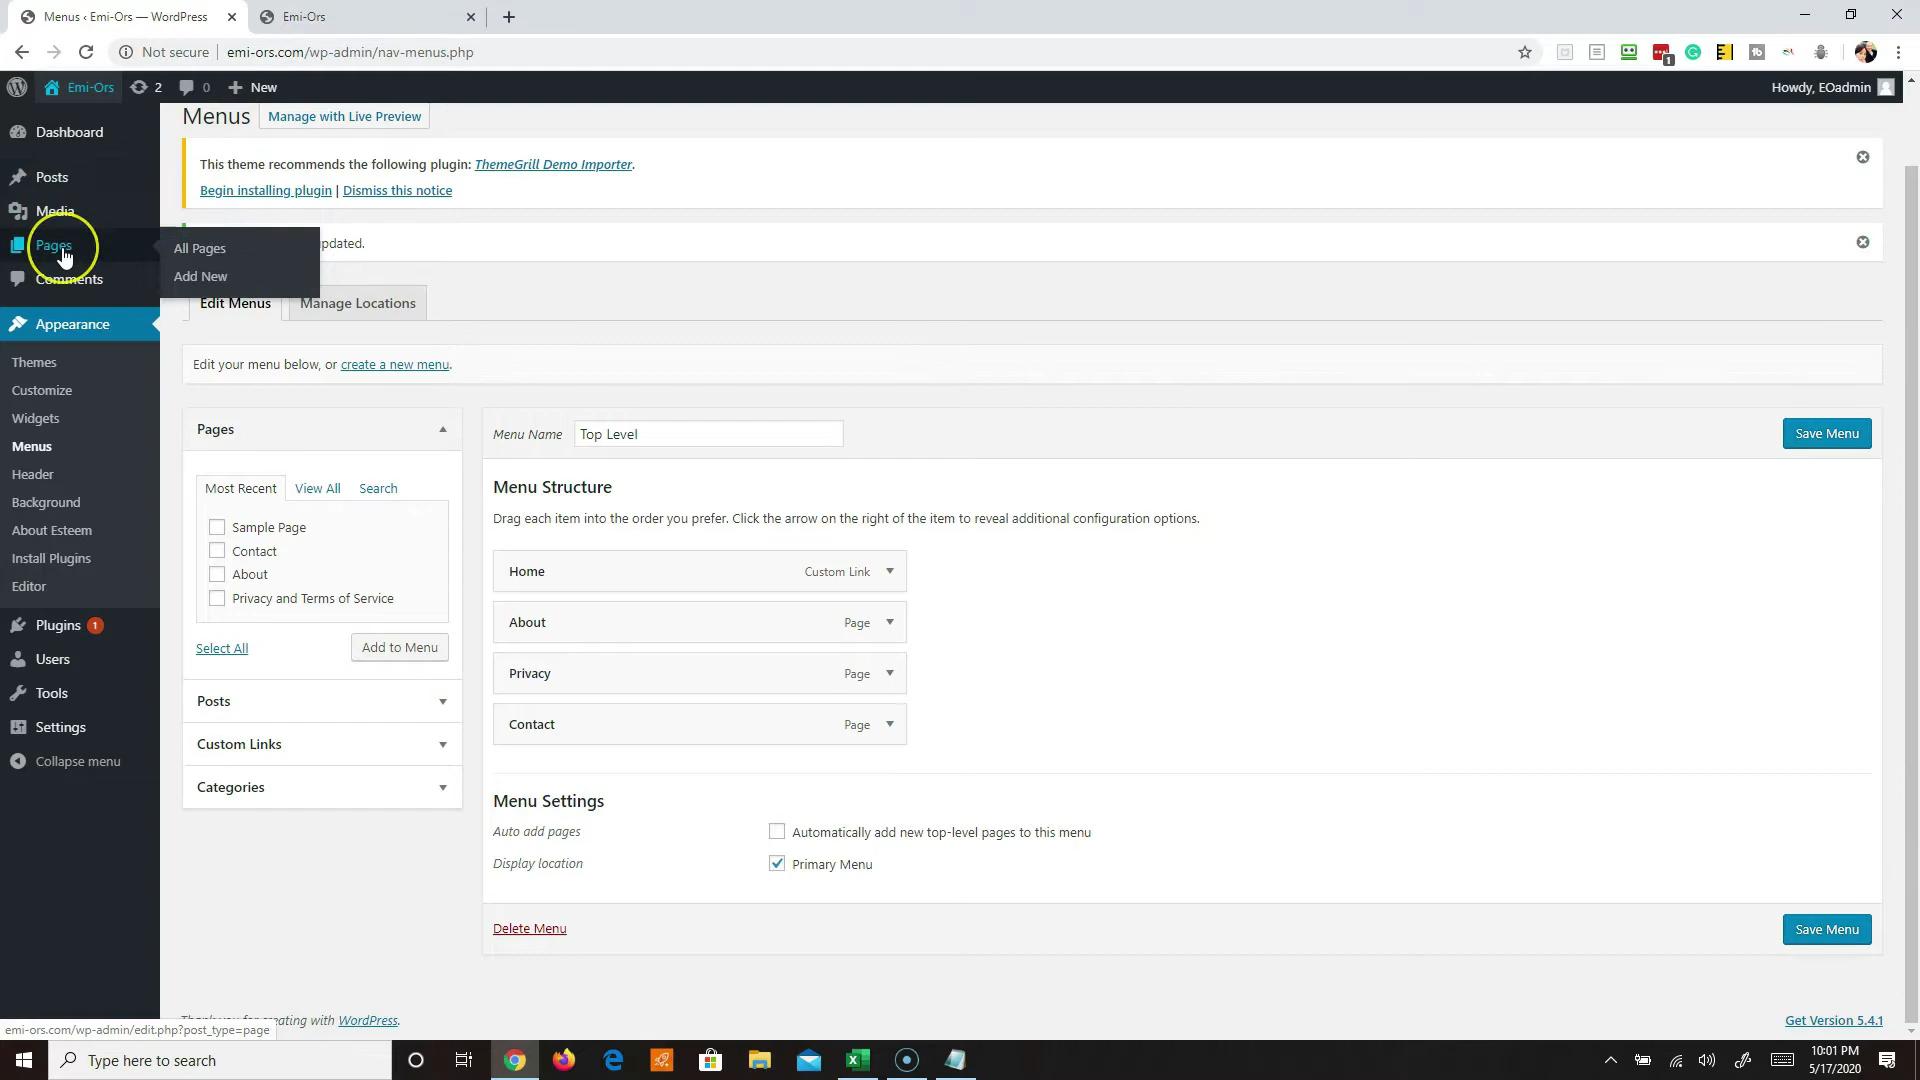 Menus ‹ Emi-Ors — WordPress
Emi-Ors
Not secure
emi-ors.com/wp-admin/nav-menus.php
1
Emi-Ors
2
0
New
Howdy, EOadmin
Dashboard
Posts
Media
Pages
Comments
Appearance
Themes
Customize
Widgets
Menus
Header
Background
About Esteem
Install Plugins
Editor
Plugins 1
Users
Tools
Settings
Collapse menu
All Pages
Add New
Menus
Manage with Live Preview
This theme recommends the following plugin: ThemeGrill Demo Importer.
Begin installing plugin | Dismiss this notice
pdated.
Edit Menus
Manage Locations
Edit your menu below, or create a new menu.
Pages
Most Recent
View All
Search
Sample Page
Contact
About
Privacy and Terms of Service
Select All
Add to Menu
Posts
Custom Links
Categories
Menu Name
Top Level
Save Menu
Menu Structure
Drag each item into the order you prefer. Click the arrow on the right of the item to reveal additional configuration options.
Home
Custom Link
About
Page
Privacy
Page
Contact
Page
Menu Settings
Auto add pages
Automatically add new top-level pages to this menu
Display location
Primary Menu
Delete Menu
Save Menu
for creating with WordPress.
Get Version 5.4.1
emi-ors.com/wp-admin/edit.php?post_type=page
Type here to search
10:01 PM
5/17/2020